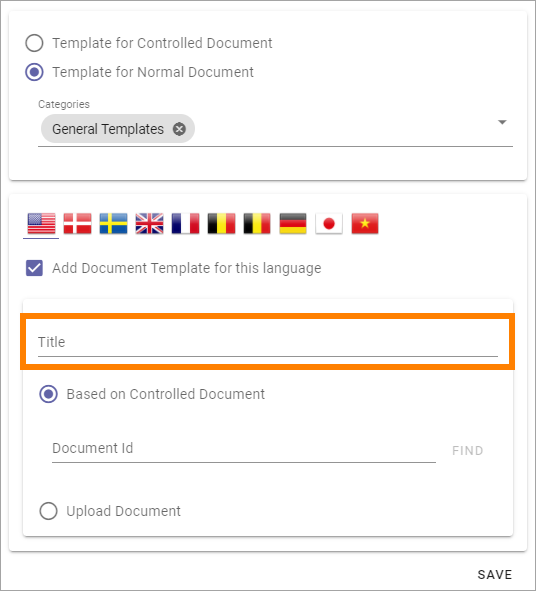 Template for Controlled Document
Template for Normal Document
Categories
General Templates
Add Document Template for this language
Title
Based on Controlled Document
Document Id
FIND
Upload Document
SAVE